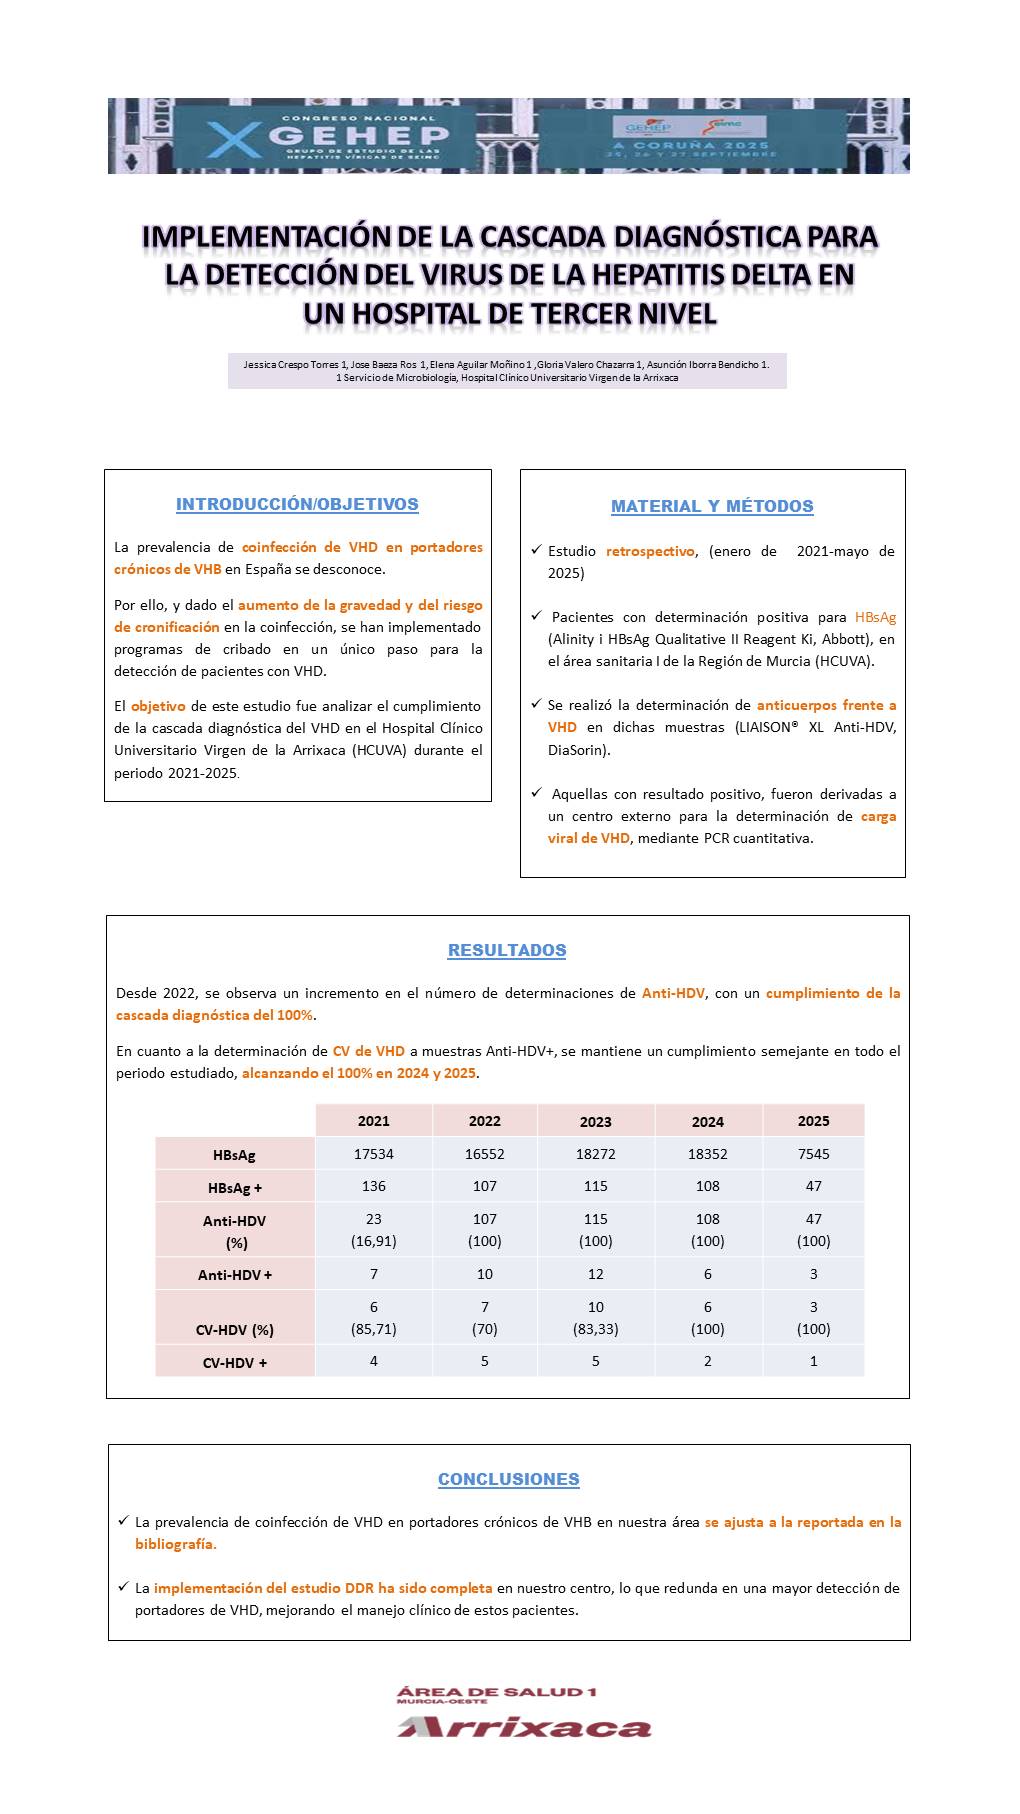 CONGRESO NACIONAL
X GEHEP
GRUPO DE ESTUDIO DE LAS
HEPATITIS VÍRICAS DE SEIMC
GEHEP
seimc
A CORUÑA 2025
25, 26 Y 27 SEPTIEMBRE
IMPLEMENTACIÓN DE LA CASCADA DIAGNÓSTICA PARA
LA DETECCIÓN DEL VIRUS DE LA HEPATITIS DELTA EN
UN HOSPITAL DE TERCER NIVEL
Jessica Crespo Torres 1, Jose Baeza Ros 1, Elena Aguilar Moñino 1 ,Gloria Valero Chazarra 1, Asunción Iborra Bendicho 1.
1 Servicio de Microbiología, Hospital Clínico Universitario Virgen de la Arrixaca
INTRODUCCIÓN/OBJETIVOS
La prevalencia de coinfección de VHD en portadores
crónicos de VHB en España se desconoce.
Por ello, y dado el aumento de la gravedad y del riesgo
de cronificación en la coinfección, se han implementado
programas de cribado en un único paso para la
detección de pacientes con VHD.
El objetivo de este estudio fue analizar el cumplimiento
de la cascada diagnóstica del VHD en el Hospital Clínico
Universitario Virgen de la Arrixaca (HCUVA) durante el
periodo 2021-2025.
MATERIAL Y MÉTODOS
✓ Estudio retrospectivo, (enero de 2021-mayo de
2025)
✓ Pacientes con determinación positiva para HBsAg
(Alinity i HBsAg Qualitative II Reagent Ki, Abbott), en
el área sanitaria I de la Región de Murcia (HCUVA).
✓ Se realizó la determinación de anticuerpos frente a
VHD en dichas muestras (LIAISON® XL Anti-HDV,
DiaSorin).
✓ Aquellas con resultado positivo, fueron derivadas a
un centro externo para la determinación de carga
viral de VHD, mediante PCR cuantitativa.
RESULTADOS
Desde 2022, se observa un incremento en el número de determinaciones de Anti-HDV, con un cumplimiento de la
cascada diagnóstica del 100%.
En cuanto a la determinación de CV de VHD a muestras Anti-HDV+, se mantiene un cumplimiento semejante en todo el
periodo estudiado, alcanzando el 100% en 2024 y 2025.
2021 2022 2023 2024 2025
HBsAg 17534 16552 18272 18352 7545
HBsAg + 136 107 115 108 47
Anti-HDV 23 107 115 108 47
(%) (16,91) (100) (100) (100) (100)
Anti-HDV + 7 10 12 6 3
6 7 10 6 3
CV-HDV (%) (85,71) (70) (83,33) (100) (100)
CV-HDV + 4 5 5 2 1
CONCLUSIONES
✓ La prevalencia de coinfección de VHD en portadores crónicos de VHB en nuestra área se ajusta a la reportada en la
bibliografía.
✓ La implementación del estudio DDR ha sido completa en nuestro centro, lo que redunda en una mayor detección de
portadores de VHD, mejorando el manejo clínico de estos pacientes.
ÁREA DE SALUD 1
MURCIA-OESTE
Arrixaca